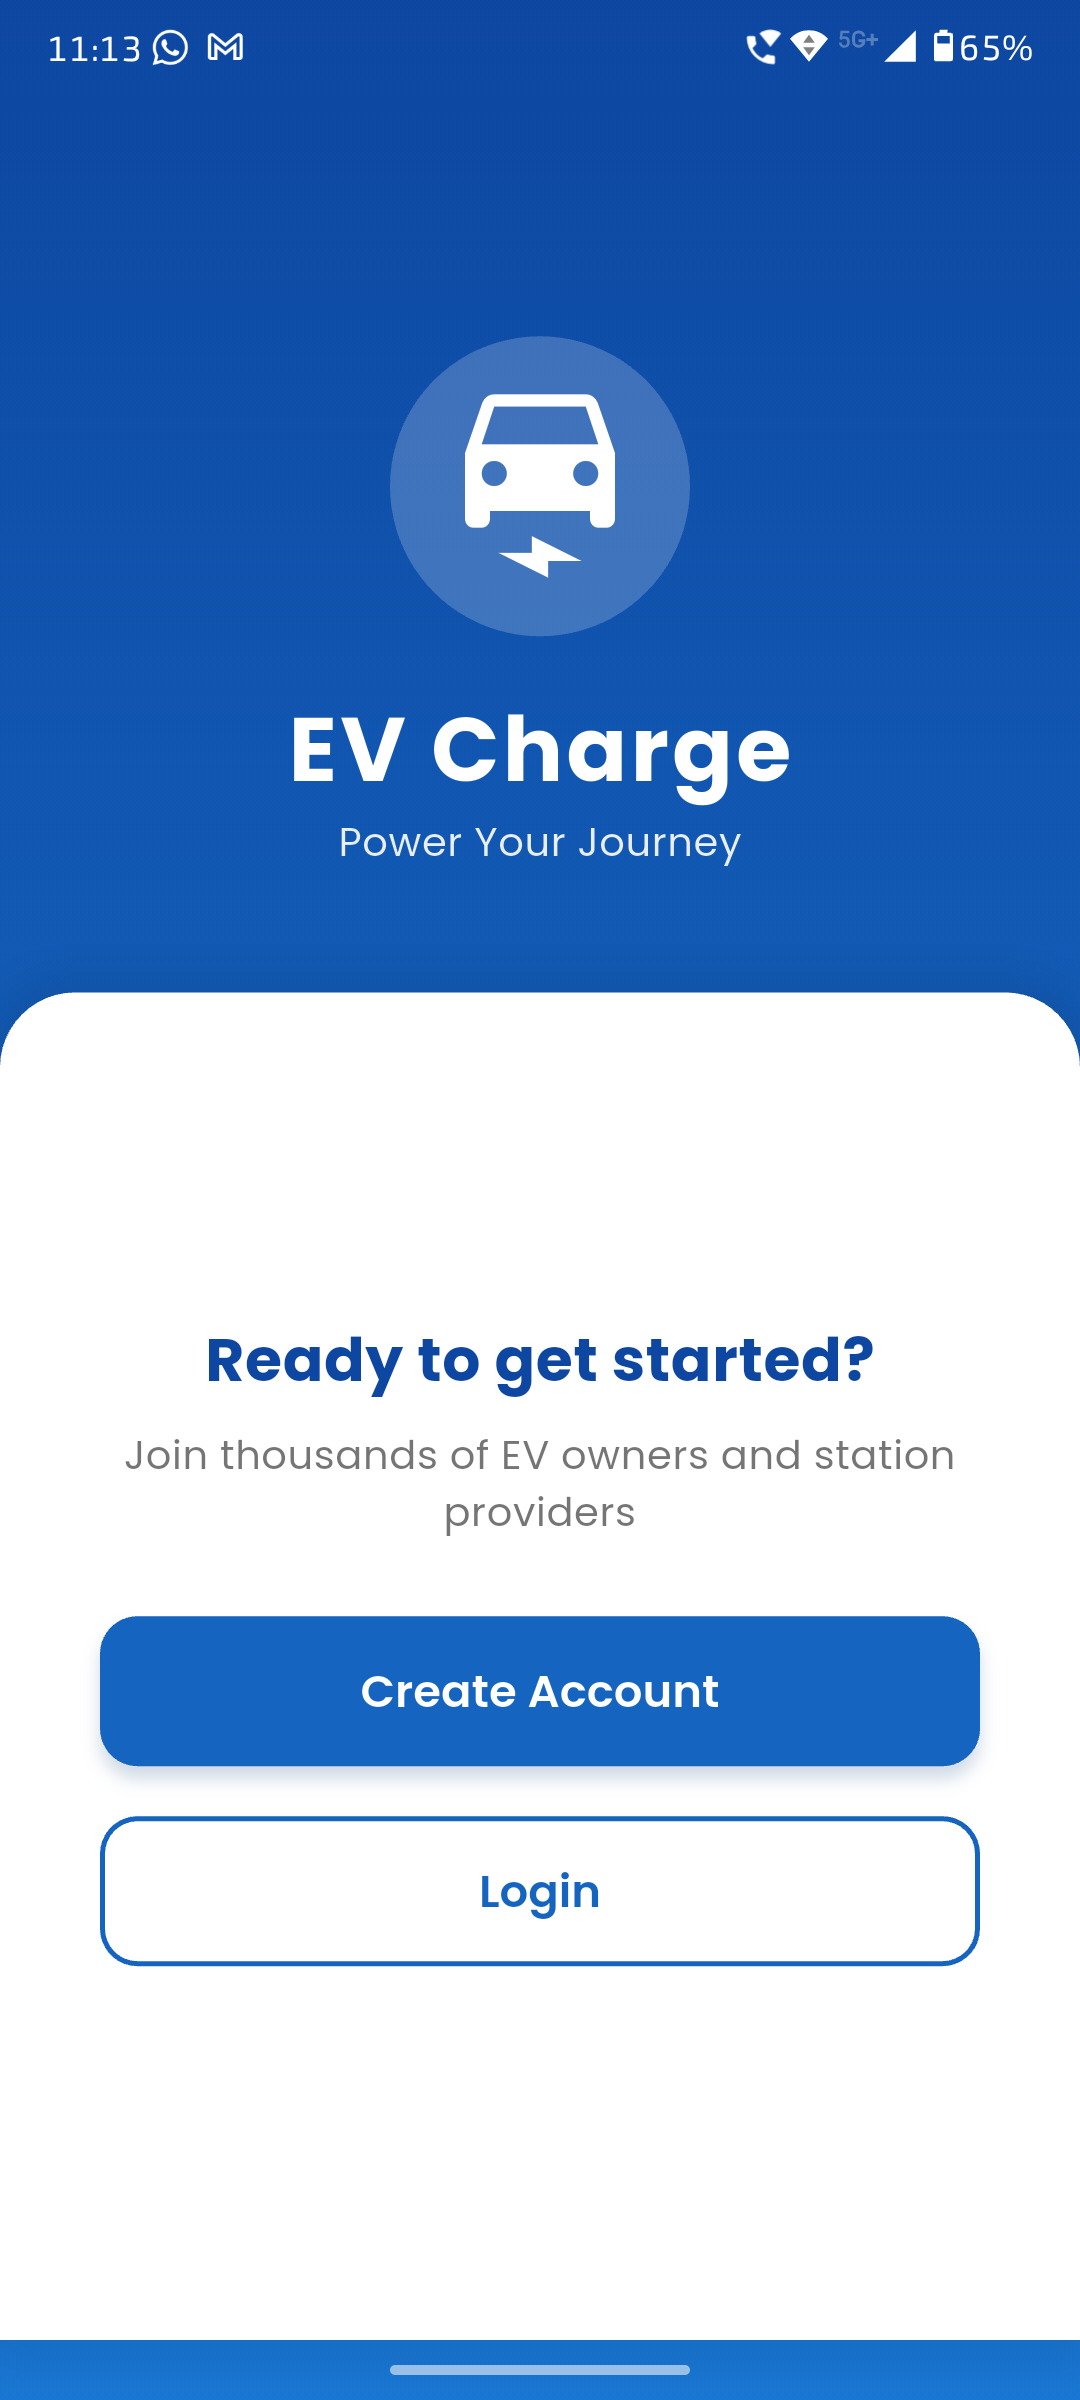 11:13
5G+ 65%
EV Charge
Power Your Journey
Ready to get started?
Join thousands of EV owners and station
providers
Create Account
Login